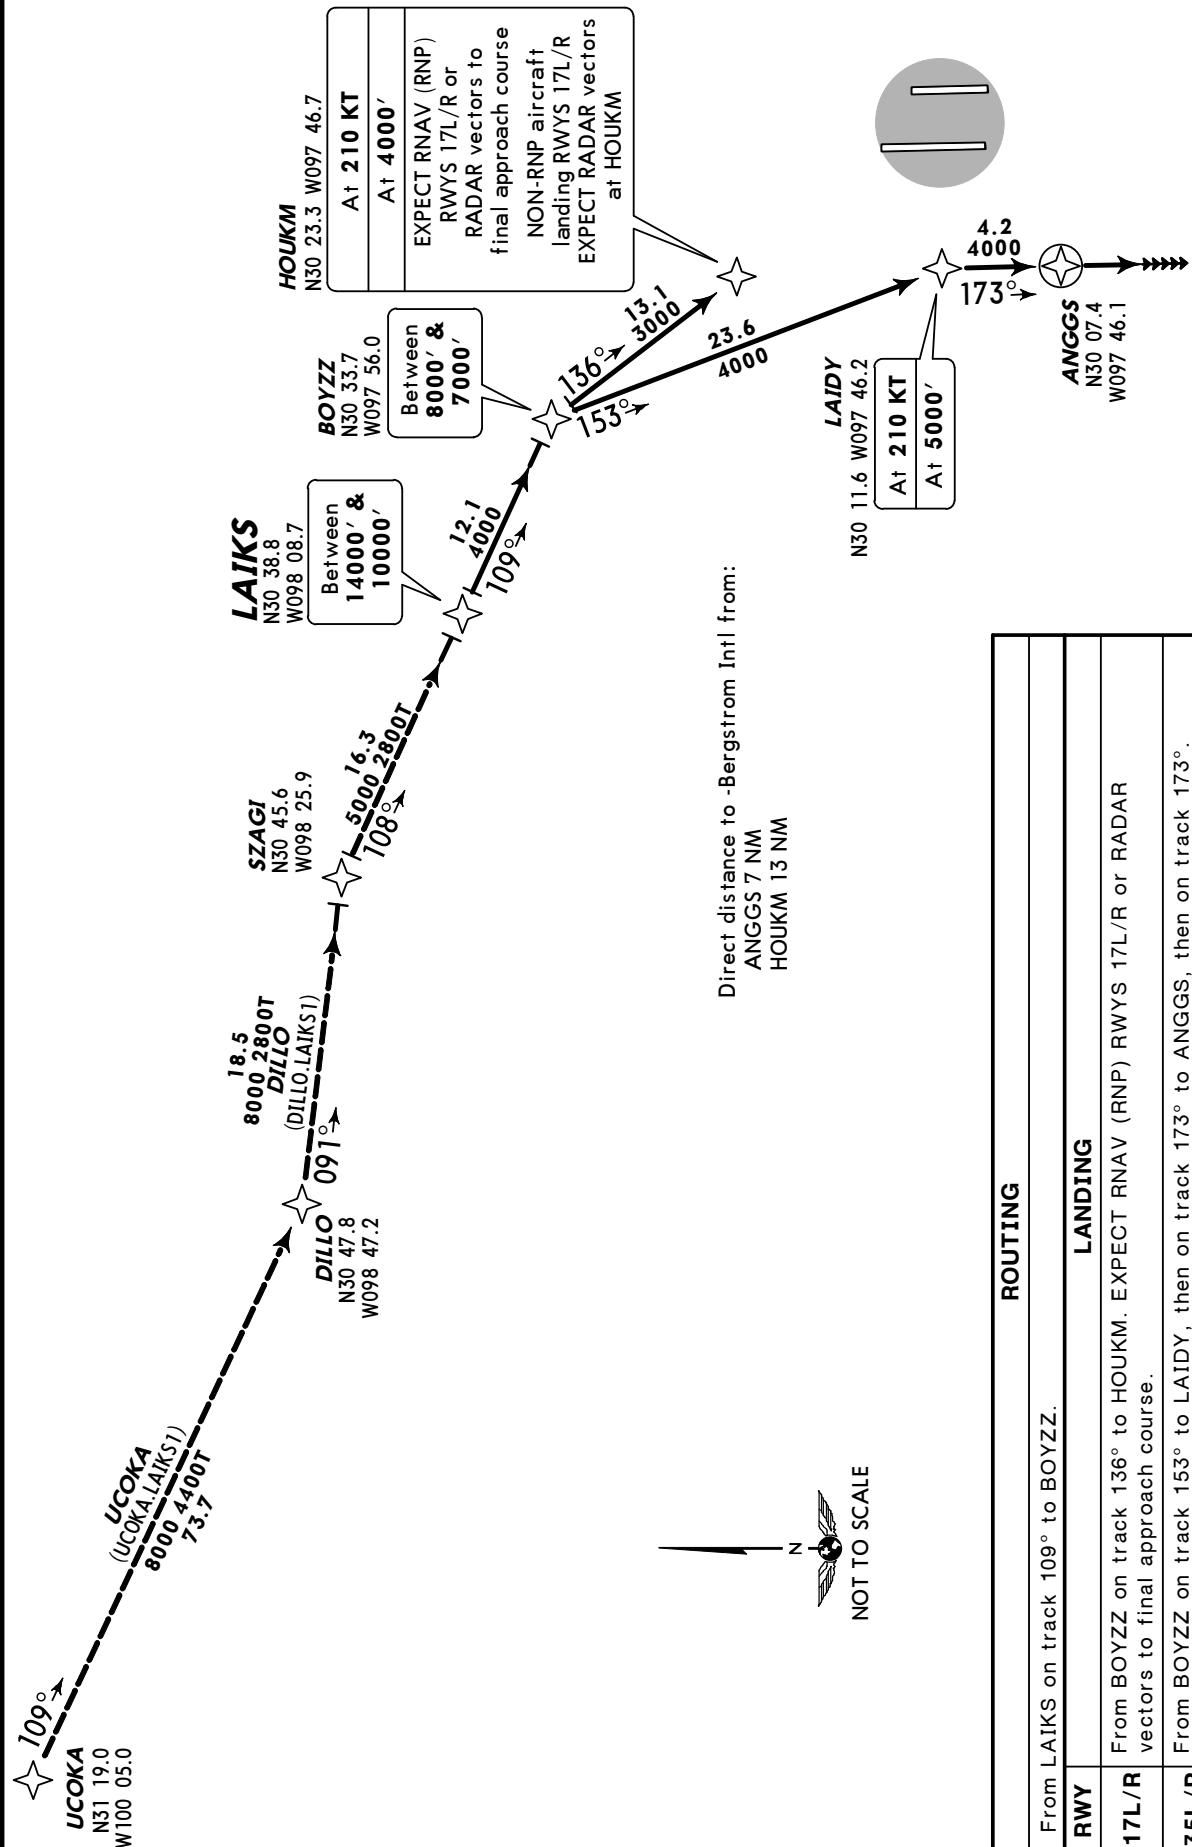 109°
UCOKA
N31 19.0
W100 05.0
UCOKA
(UCOKA.LAIKS1)
8000 4400T
73.7
DILLO
N30 47.8
W098 47.2
091°
18.5
8000 2800T
DILLO
(DILLO.LAIKS1)
SZAGI
N30 45.6
W098 25.9
16.3
5000 2800T
108°
LAIKS
N30 38.8
W098 08.7
Between
14000' &
10000'
12.1
4000
109°
BOYZZ
N30 33.7
W097 56.0
Between
8000' &
7000'
HOUKM
N30 23.3 W097 46.7
At 210 KT
At 4000'
EXPECT RNAV (RNP)
RWYS 17L/R or
RADAR vectors to
final approach course
NON-RNP aircraft
landing RWYS 17L/R
EXPECT RADAR vectors
at HOUKM
136°
13.1
3000
153°
23.6
4000
LAIDY
N30 11.6 W097 46.2
At 210 KT
At 5000'
173°
4.2
4000
ANGGS
N30 07.4
W097 46.1
Direct distance to -Bergstrom Intl from:
ANGGS 7 NM
HOUKM 13 NM
N
NOT TO SCALE
ROUTING
From LAIKS on track 109° to BOYZZ.
RWY LANDING
17L/R From BOYZZ on track 136° to HOUKM. EXPECT RNAV (RNP) RWYS 17L/R or RADAR
vectors to final approach course.
35L/R From BOYZZ on track 153° to LAIDY, then on track 173° to ANGGS, then on track 173°.